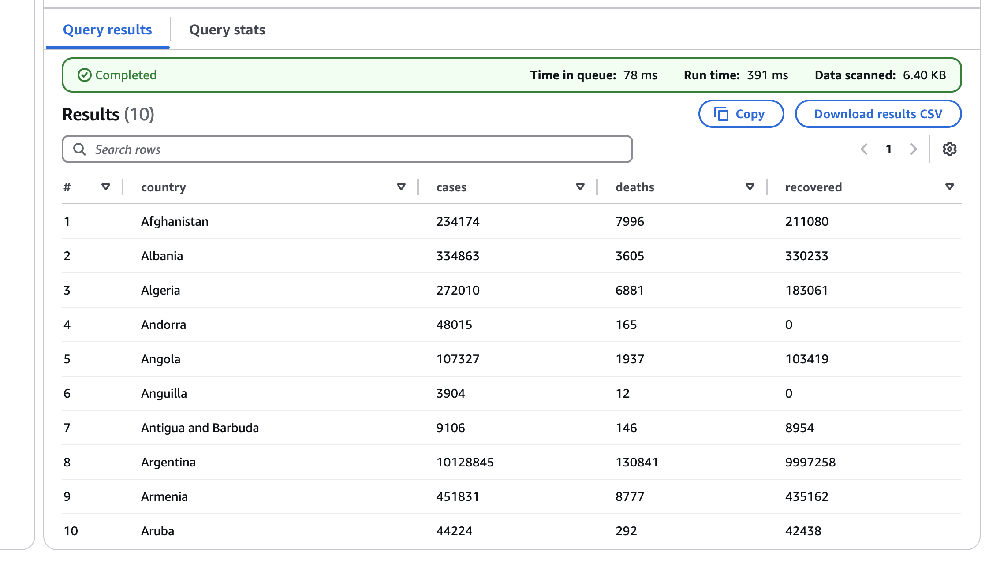 Query results Query stats
Completed Time in queue: 78 ms Run time: 391 ms Data scanned: 6.40 KB
Results (10) Copy Download results CSV
Search rows 1
# country cases deaths recovered
1 Afghanistan 234174 7996 211080
2 Albania 334863 3605 330233
3 Algeria 272010 6881 183061
4 Andorra 48015 165 0
5 Angola 107327 1937 103419
6 Anguilla 3904 12 0
7 Antigua and Barbuda 9106 146 8954
8 Argentina 10128845 130841 9997258
9 Armenia 451831 8777 435162
10 Aruba 44224 292 42438